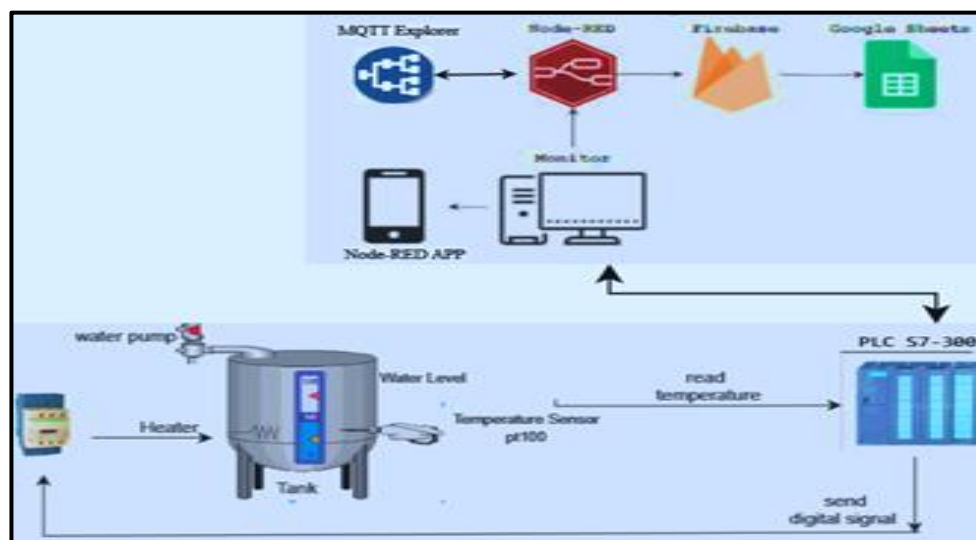 MQTT Explorer
Node-RED
Firebase
Google Sheets
Monitor
Node-RED APP
water pump
PLC S7-300
Water Level
read
temperature
Heater
Temperature Sensor
pt100
Tank
send
digital signal